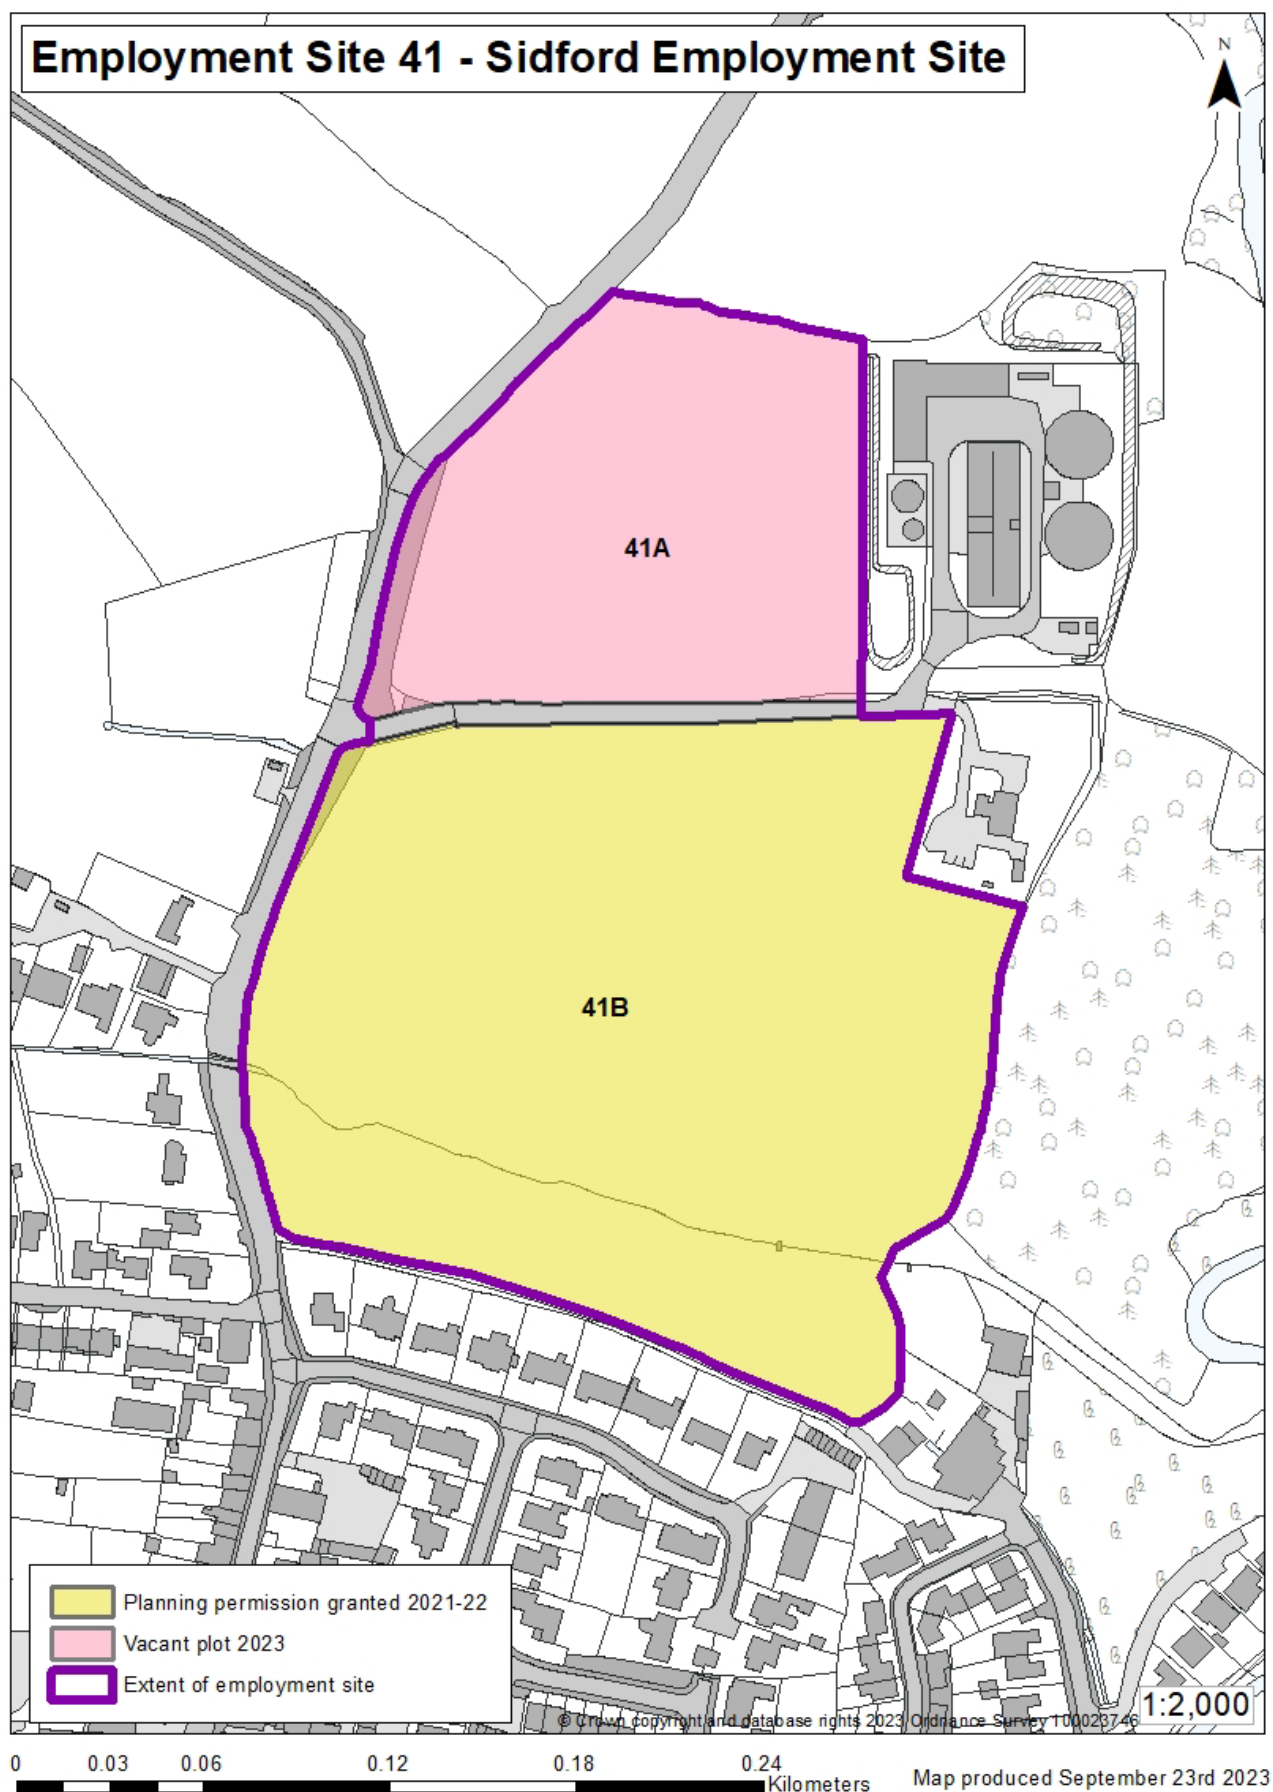 Employment Site 41 - Sidford Employment Site
N
41A
41B
Planning permission granted 2021-22
Vacant plot 2023
Extent of employment site
1:2,000
© Crown copyright and database rights 2023 Ordnance Survey 100023746
0 0.03 0.06 0.12 0.18 0.24
Kilometers
Map produced September 23rd 2023